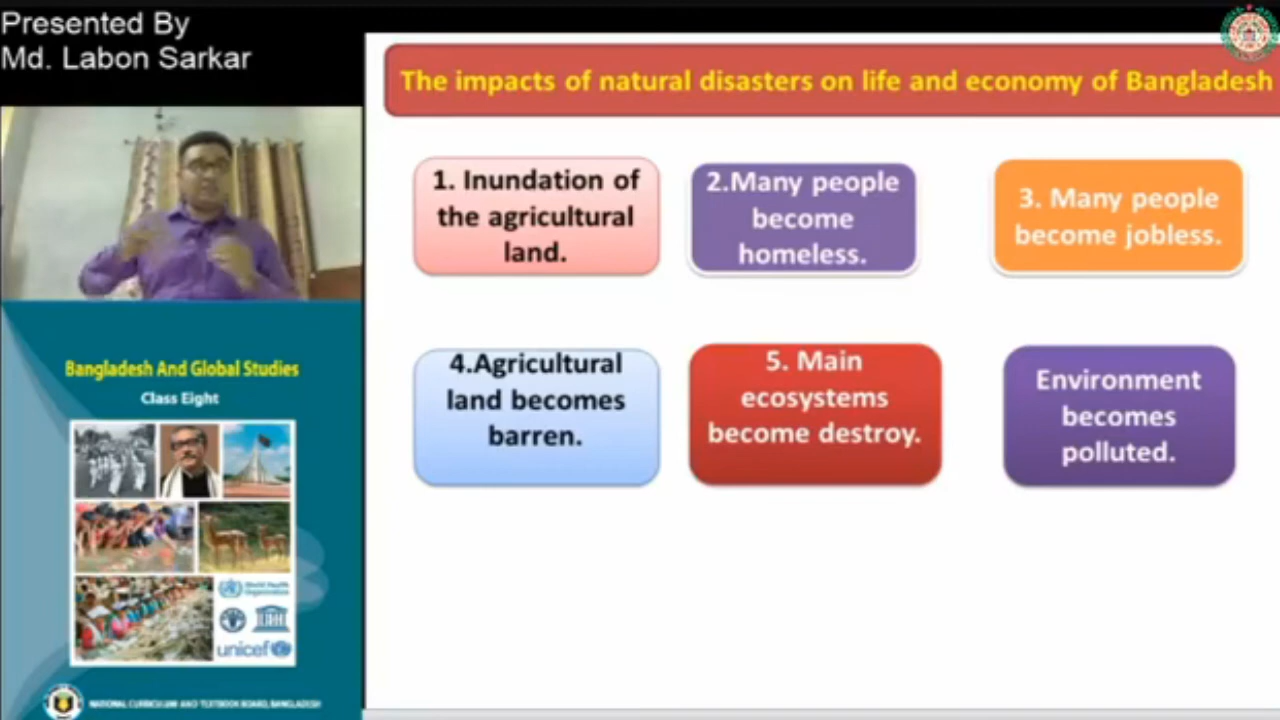 Presented By
Md. Labon Sarkar
The impacts of natural disasters on life and economy of Bangladesh
1. Inundation of
the agricultural
land.
2.Many people
become
homeless.
3. Many people
become jobless.
4.Agricultural
land becomes
barren.
5. Main
ecosystems
become destroy.
Environment
becomes
polluted.
Bangladesh And Global Studies
Class Eight
World Health
Organization
unicef
NATIONAL CURRICULUM AND TEXTBOOK BOARD, BANGLADESH